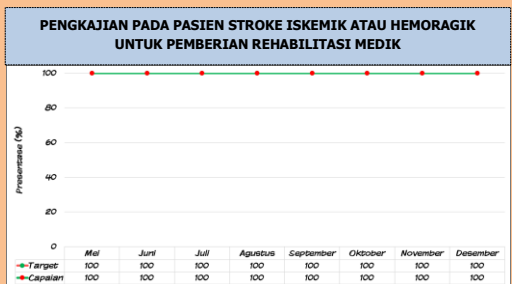 PENGKAJIAN PADA PASIEN STROKE ISKEMIK ATAU HEMORAGIK
UNTUK PEMBERIAN REHABILITASI MEDIK
100
80
60
40
20
0
Presentase (%)
Mei Juni Juli Agustus September Oktober November Desember
Target 100 100 100 100 100 100 100 100
Capaian 100 100 100 100 100 100 100 100